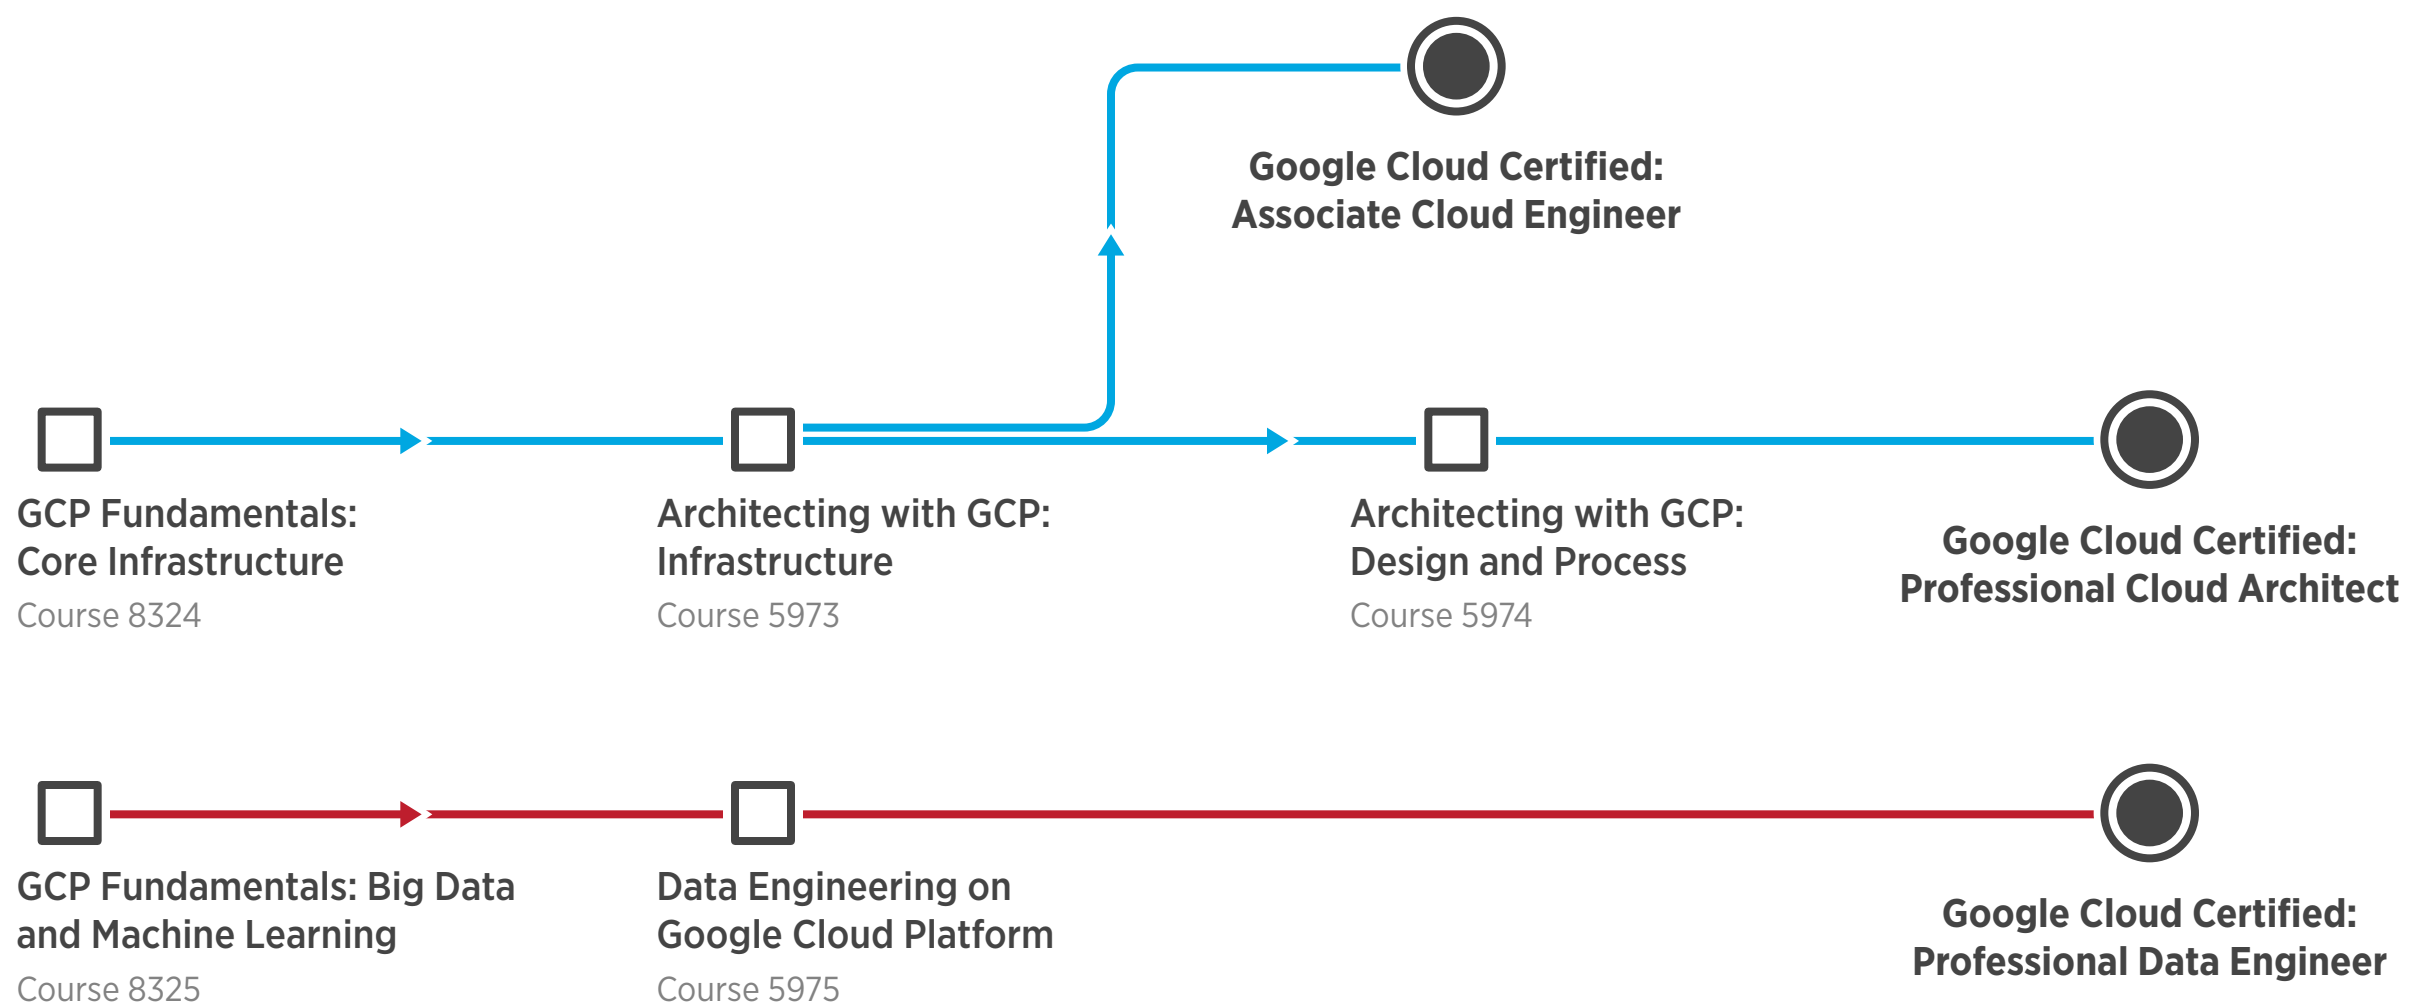 Google Cloud Certified:
Associate Cloud Engineer
GCP Fundamentals:
Core Infrastructure
Course 8324
Architecting with GCP:
Infrastructure
Course 5973
Architecting with GCP:
Design and Process
Course 5974
Google Cloud Certified:
Professional Cloud Architect
GCP Fundamentals: Big Data
and Machine Learning
Course 8325
Data Engineering on
Google Cloud Platform
Course 5975
Google Cloud Certified:
Professional Data Engineer